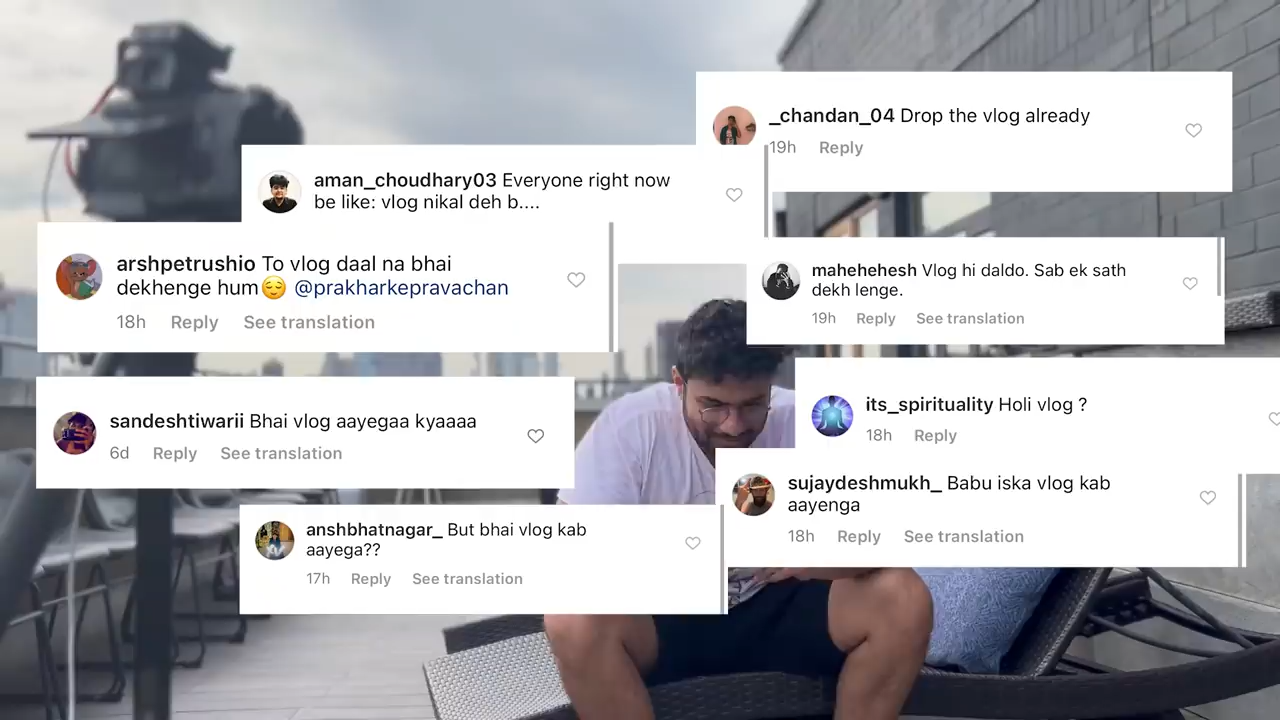 _chandan_04 Drop the vlog already
19h Reply
aman_choudhary03 Everyone right now
be like: vlog nikal deh b....
arshpetrushio To vlog daal na bhai
dekhenge hum😌 @prakharkepravachan
18h Reply See translation
mahehehesh Vlog hi daldo. Sab ek sath
dekh lenge.
19h Reply See translation
sandeshtiwarii Bhai vlog aayegaa kyaaaa
6d Reply See translation
its_spirituality Holi vlog ?
18h Reply
sujaydeshmukh_ Babu iska vlog kab
aayenga
18h Reply See translation
anshbhatnagar_ But bhai vlog kab
aayega??
17h Reply See translation